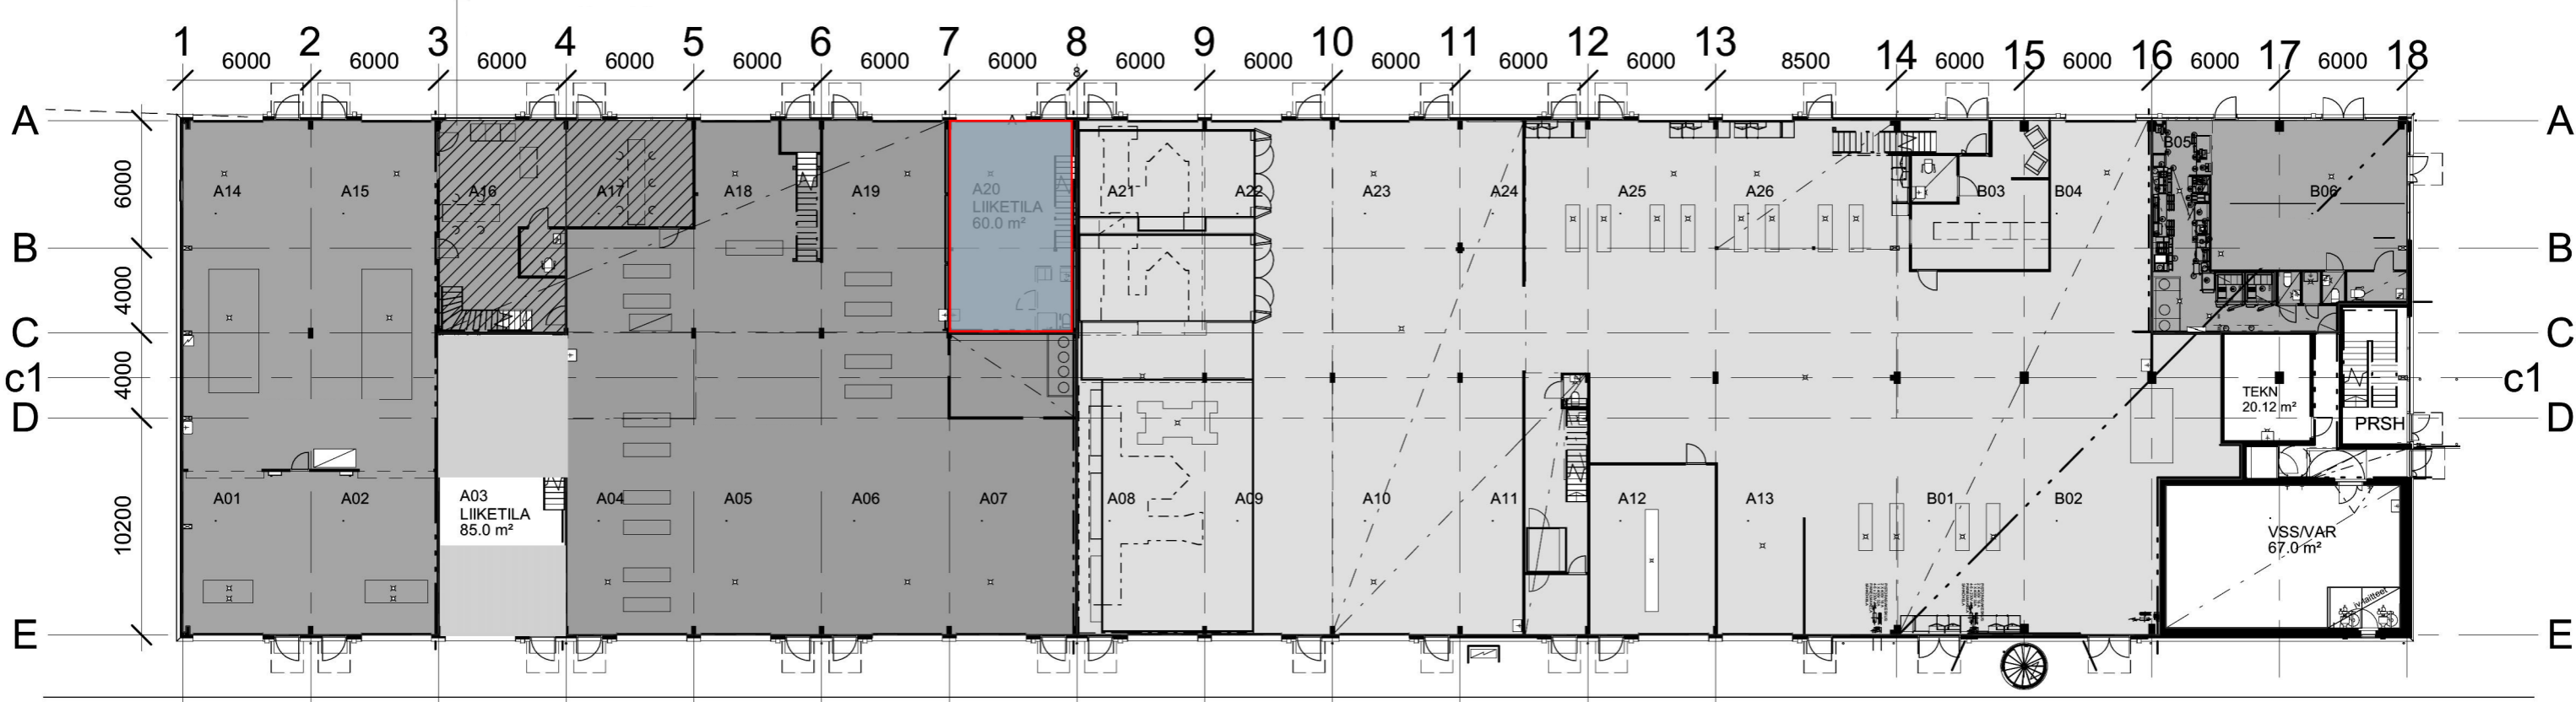 1 2 3 4 5 6 7 8 9 10 11 12 13 14 15 16 17 18
6000 6000 6000 6000 6000 6000 6000 6000 6000 6000 6000 6000 8500 6000 6000 6000 6000
8
A A
6000
A14 A15 A16 A17 A18 A19 A20 A21 A22 A23 A24 A25 A26 B03 B04 B05 B06
LIIKETILA
60.0 m²
B B
4000
C C
c1 c1
4000
D D
TEKN
20.12 m²
PRSH
A01 A02 A03 A04 A05 A06 A07 A08 A09 A10 A11 A12 A13 B01 B02
LIIKETILA
85.0 m²
10200
VSS/VAR
67.0 m²
iv laitteet
E E